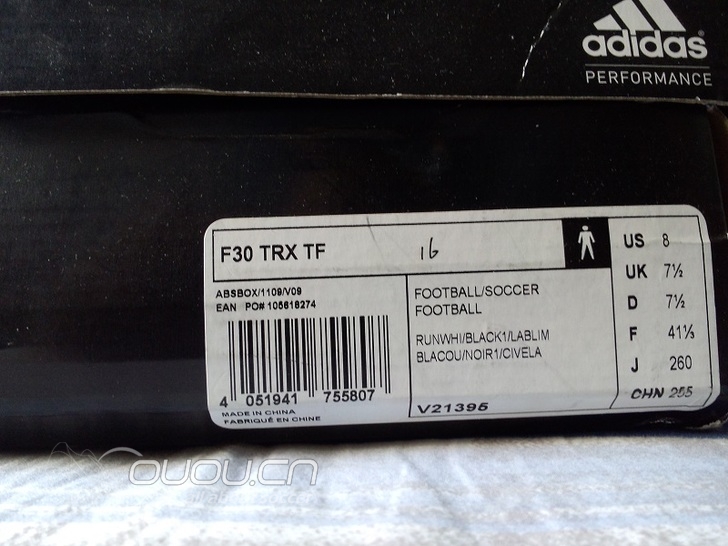 adidas
PERFORMANCE
F30 TRX TF
16
ABSBOX/1109/V09
EAN PO# 105618274
4 051941 755807
MADE IN CHINA
FABRIQUÉ EN CHINE
FOOTBALL/SOCCER
FOOTBALL
RUNWHI/BLACK1/LABLIM
BLACOU/NOIR1/CIVELA
V21395
US 8
UK 7½
D 7½
F 41⅓
J 260
CHN 255
ouou.cn